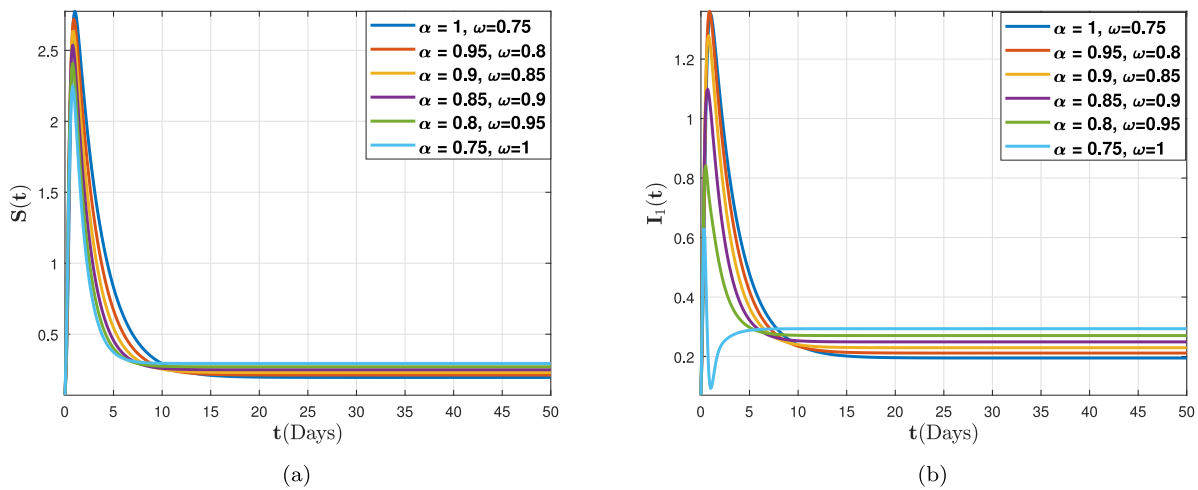 α = 1, ω=0.75
α = 0.95, ω=0.8
α = 0.9, ω=0.85
α = 0.85, ω=0.9
α = 0.8, ω=0.95
α = 0.75, ω=1
2.5
2
1.5
1
0.5
S(t)
0 5 10 15 20 25 30 35 40 45 50
t(Days)
(a)
α = 1, ω=0.75
α = 0.95, ω=0.8
α = 0.9, ω=0.85
α = 0.85, ω=0.9
α = 0.8, ω=0.95
α = 0.75, ω=1
1.2
1
0.8
0.6
0.4
0.2
I₁(t)
0 5 10 15 20 25 30 35 40 45 50
t(Days)
(b)